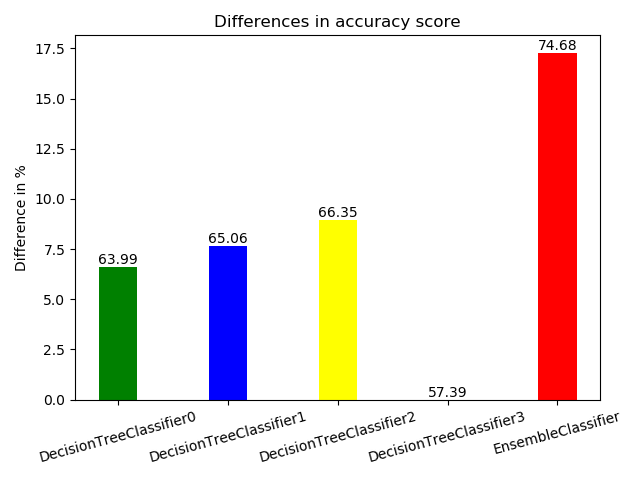 Differences in accuracy score
Difference in %
17.5
15.0
12.5
10.0
7.5
5.0
2.5
0.0
63.99
65.06
66.35
57.39
74.68
DecisionTreeClassifier0
DecisionTreeClassifier1
DecisionTreeClassifier2
DecisionTreeClassifier3
EnsembleClassifier